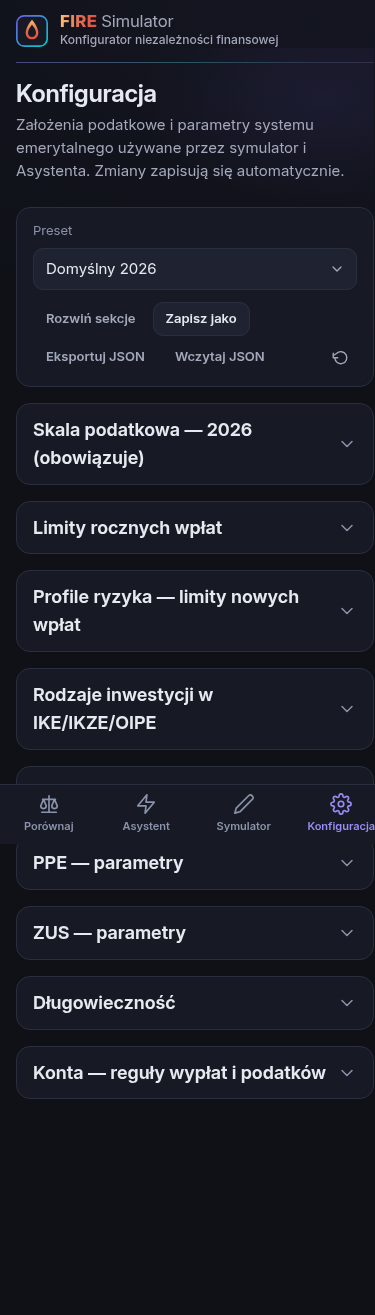 FIRE Simulator
Konfigurator niezależności finansowej
Konfiguracja
Założenia podatkowe i parametry systemu
emerytalnego używane przez symulator i
Asystenta. Zmiany zapisują się automatycznie.
Preset
Domyślny 2026
Rozwiń sekcje
Zapisz jako
Eksportuj JSON
Wczytaj JSON
Skala podatkowa — 2026
(obowiązuje)
Limity rocznych wpłat
Profile ryzyka — limity nowych
wpłat
Rodzaje inwestycji w
IKE/IKZE/OIPE
Porównaj
Asystent
Symulator
Konfiguracja
PPE — parametry
ZUS — parametry
Długowieczność
Konta — reguły wypłat i podatków